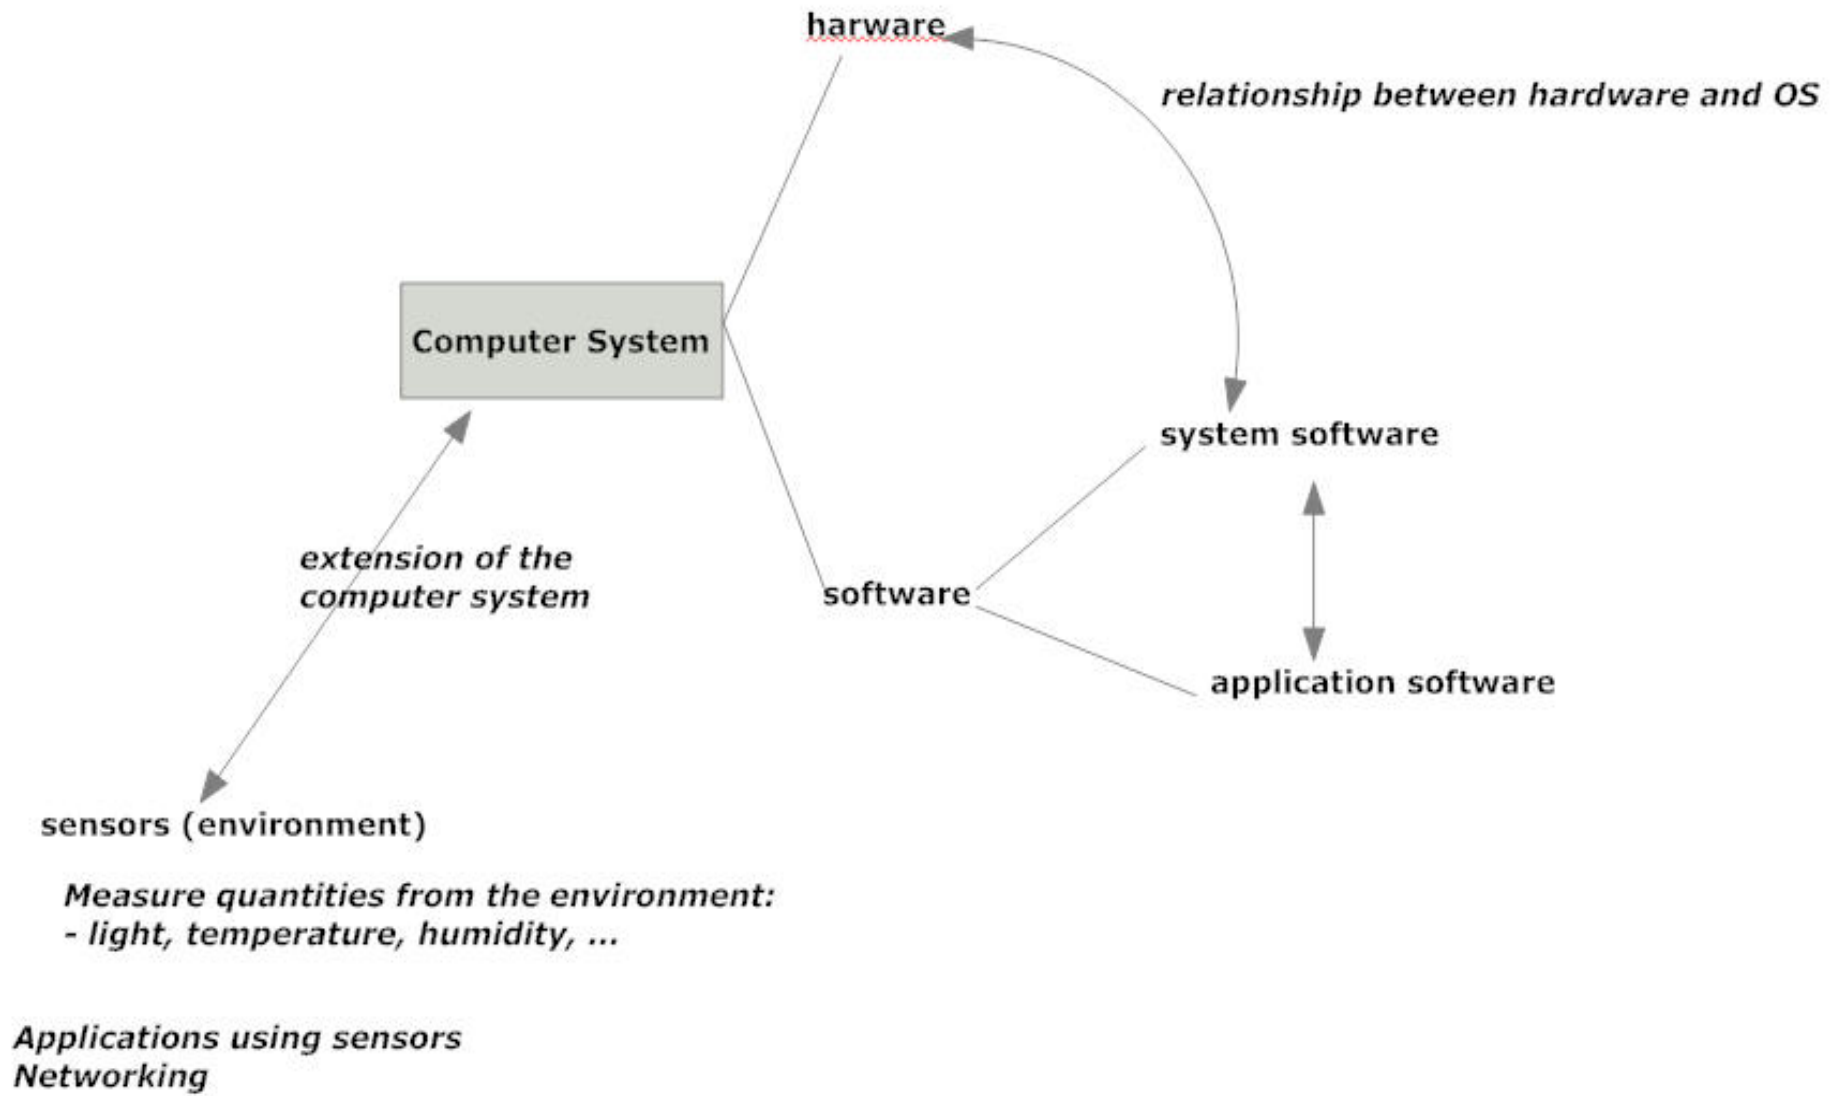 harware
relationship between hardware and OS
Computer System
system software
extension of the
computer system
software
application software
sensors (environment)
Measure quantities from the environment:
- light, temperature, humidity, ...
Applications using sensors
Networking